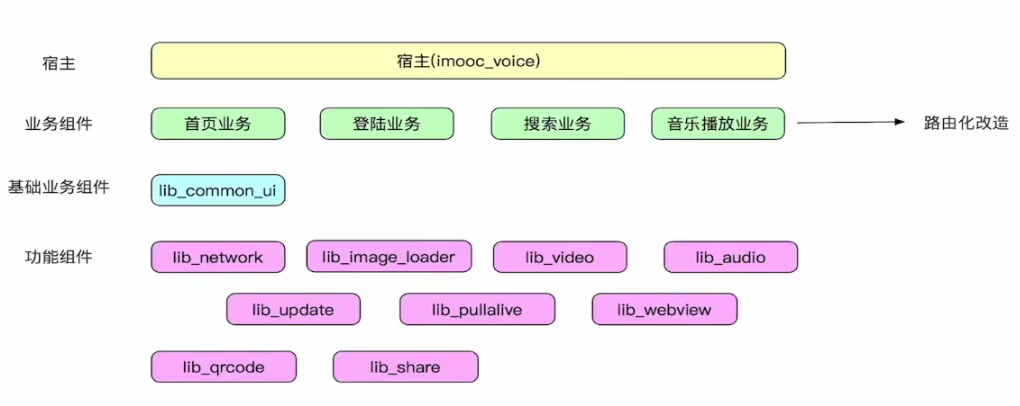 宿主
宿主(imooc_voice)
业务组件
首页业务
登陆业务
搜索业务
音乐播放业务
路由化改造
基础业务组件
lib_common_ui
功能组件
lib_network
lib_image_loader
lib_video
lib_audio
lib_update
lib_pullalive
lib_webview
lib_qrcode
lib_share